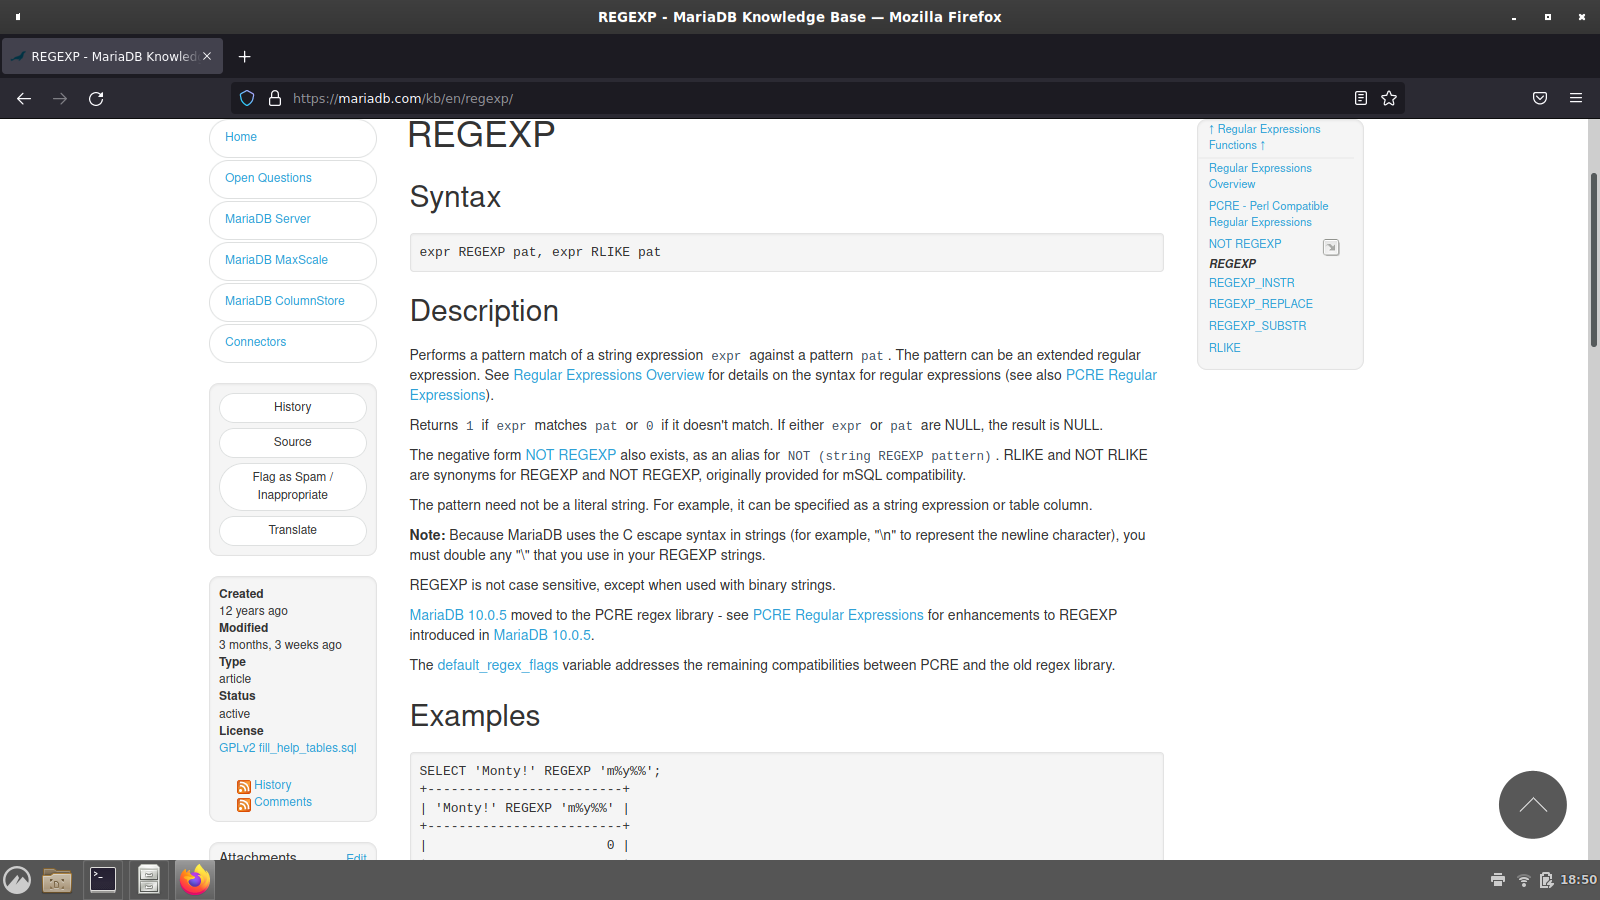 REGEXP - MariaDB Knowledge Base — Mozilla Firefox
REGEXP - MariaDB Knowled
https://mariadb.com/kb/en/regexp/
Home
Open Questions
MariaDB Server
MariaDB MaxScale
MariaDB ColumnStore
Connectors
History
Source
Flag as Spam /
Inappropriate
Translate
Created
12 years ago
Modified
3 months, 3 weeks ago
Type
article
Status
active
License
GPLv2 fill_help_tables.sql
History
Comments
Attachments
Edit
REGEXP
Syntax
expr REGEXP pat, expr RLIKE pat
Description
Performs a pattern match of a string expression expr against a pattern pat . The pattern can be an extended regular
expression. See Regular Expressions Overview for details on the syntax for regular expressions (see also PCRE Regular
Expressions).
Returns 1 if expr matches pat or 0 if it doesn't match. If either expr or pat are NULL, the result is NULL.
The negative form NOT REGEXP also exists, as an alias for NOT (string REGEXP pattern) . RLIKE and NOT RLIKE
are synonyms for REGEXP and NOT REGEXP, originally provided for mSQL compatibility.
The pattern need not be a literal string. For example, it can be specified as a string expression or table column.
Note: Because MariaDB uses the C escape syntax in strings (for example, "\n" to represent the newline character), you
must double any "\" that you use in your REGEXP strings.
REGEXP is not case sensitive, except when used with binary strings.
MariaDB 10.0.5 moved to the PCRE regex library - see PCRE Regular Expressions for enhancements to REGEXP
introduced in MariaDB 10.0.5.
The default_regex_flags variable addresses the remaining compatibilities between PCRE and the old regex library.
Examples
SELECT 'Monty!' REGEXP 'm%y%%';
+-------------------------+
| 'Monty!' REGEXP 'm%y%%' |
+-------------------------+
|                       0 |
↑ Regular Expressions
Functions ↑
Regular Expressions
Overview
PCRE - Perl Compatible
Regular Expressions
NOT REGEXP
REGEXP
REGEXP_INSTR
REGEXP_REPLACE
REGEXP_SUBSTR
RLIKE
18:50